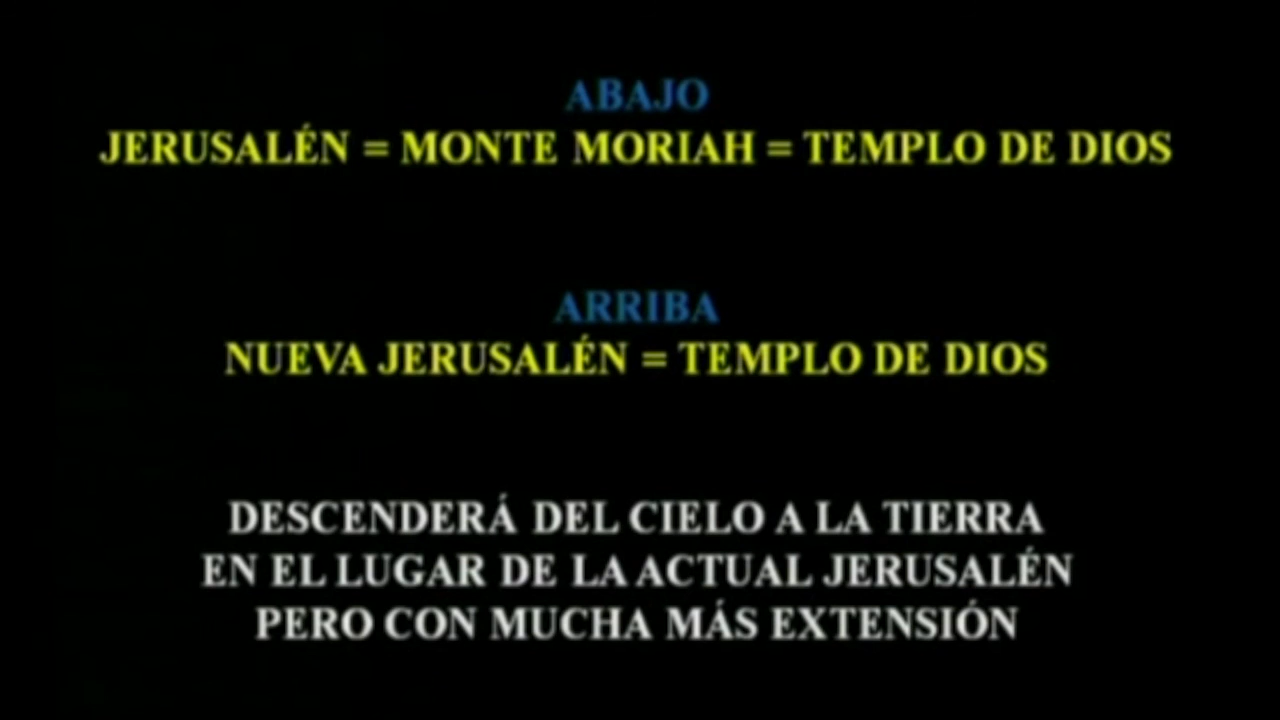 ABAJO
JERUSALÉN = MONTE MORIAH = TEMPLO DE DIOS
ARRIBA
NUEVA JERUSALÉN = TEMPLO DE DIOS
DESCENDERÁ DEL CIELO A LA TIERRA
EN EL LUGAR DE LA ACTUAL JERUSALÉN
PERO CON MUCHA MÁS EXTENSIÓN